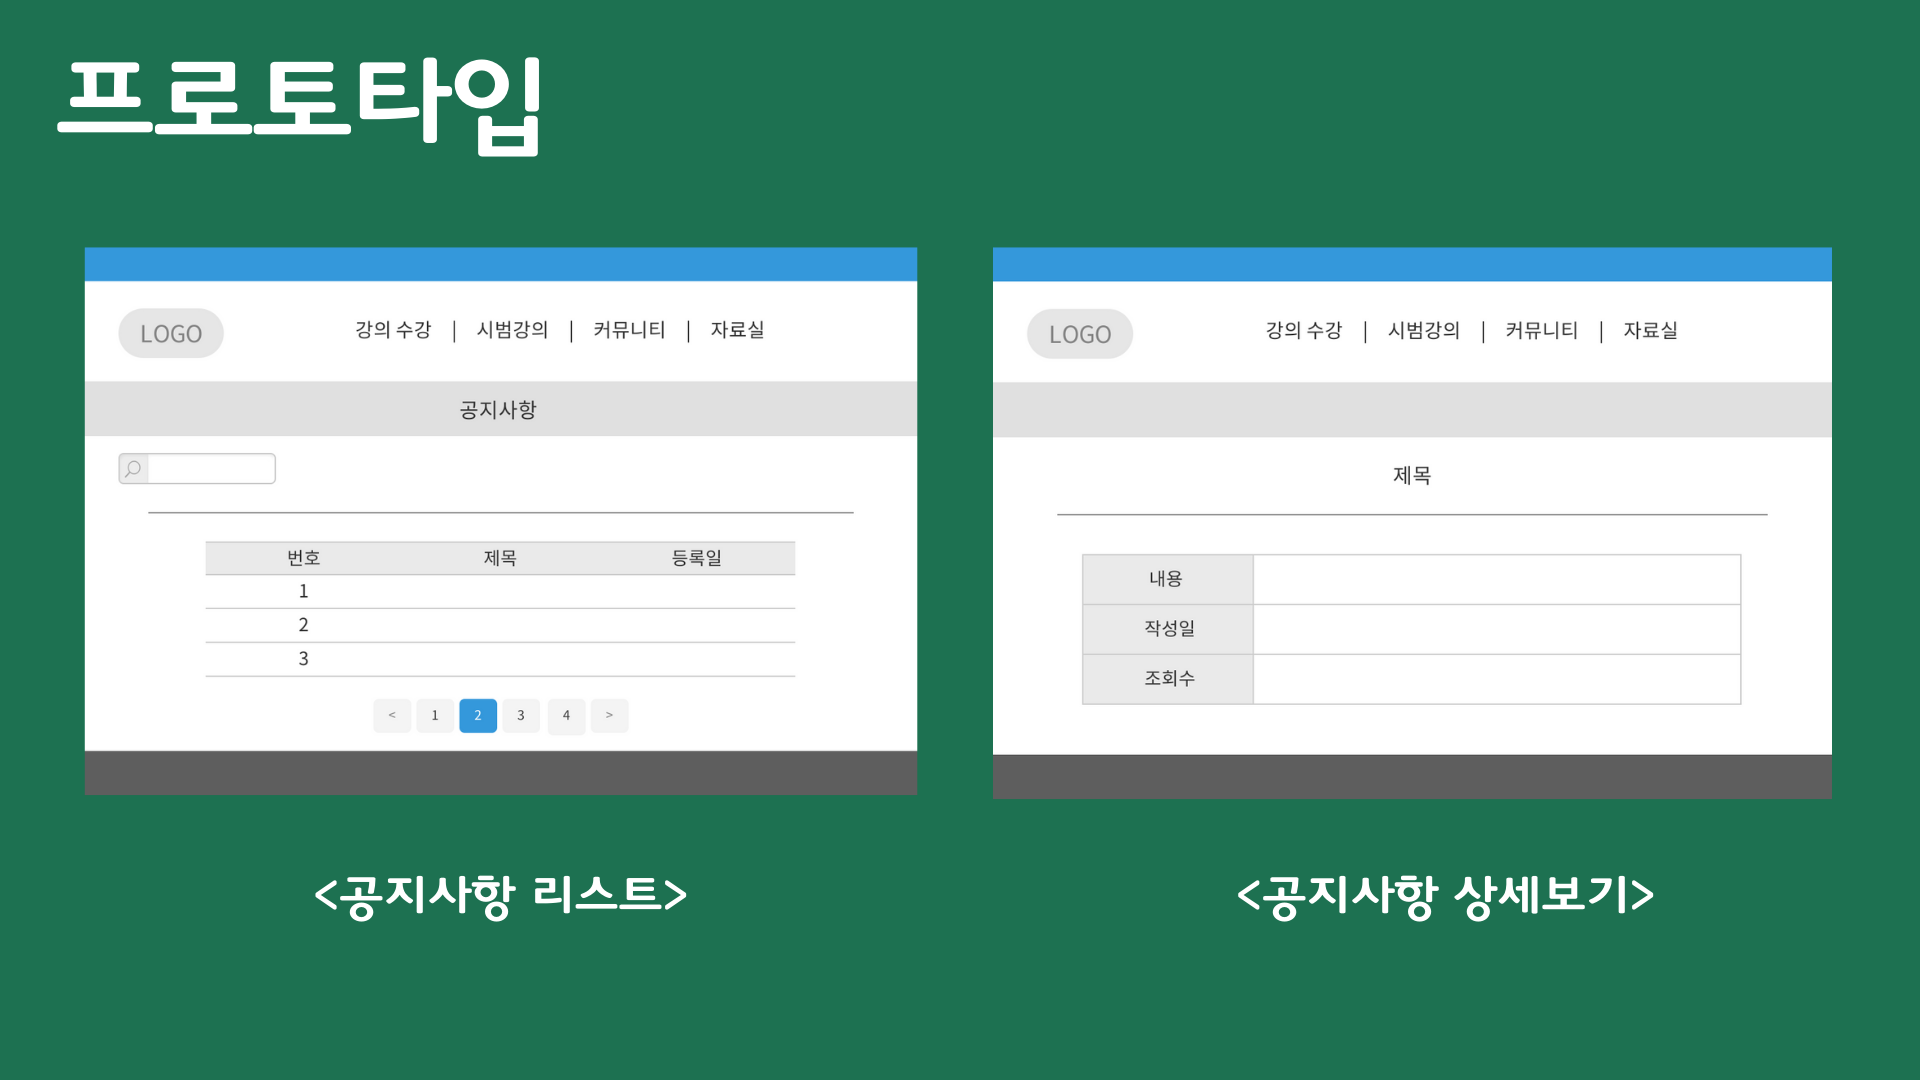 프로토타입
LOGO
강의 수강 | 시범강의 | 커뮤니티 | 자료실
공지사항
번호 제목 등록일
1
2
3
< 1 2 3 4 >
<공지사항 리스트>
LOGO
강의 수강 | 시범강의 | 커뮤니티 | 자료실
제목
내용
작성일
조회수
<공지사항 상세보기>